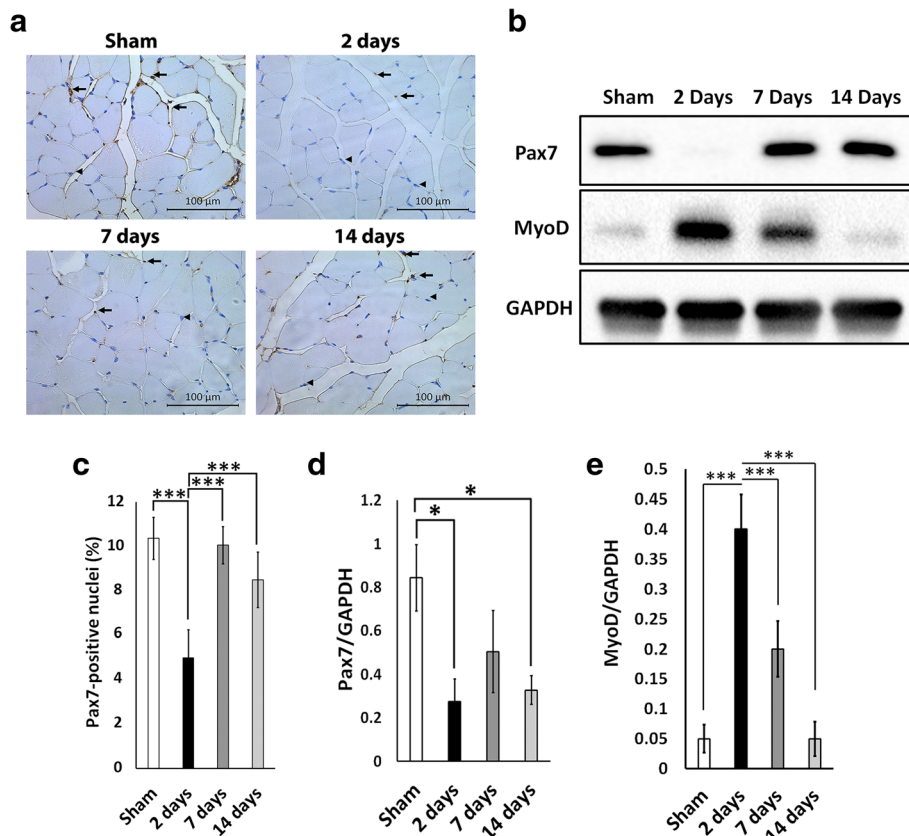 a
Sham
2 days
100 µm
100 µm
7 days
14 days
100 µm
100 µm
b
Sham 2 Days 7 Days 14 Days
Pax7
MyoD
GAPDH
c
***
***
***
Pax7-positive nuclei (%)
12
10
8
6
4
2
0
Sham
2 days
7 days
14 days
d
*
*
Pax7/GAPDH
1.2
1
0.8
0.6
0.4
0.2
0
Sham
2 days
7 days
14 days
e
***
***
***
MyoD/GAPDH
0.5
0.45
0.4
0.35
0.3
0.25
0.2
0.15
0.1
0.05
0
Sham
2 days
7 days
14 days